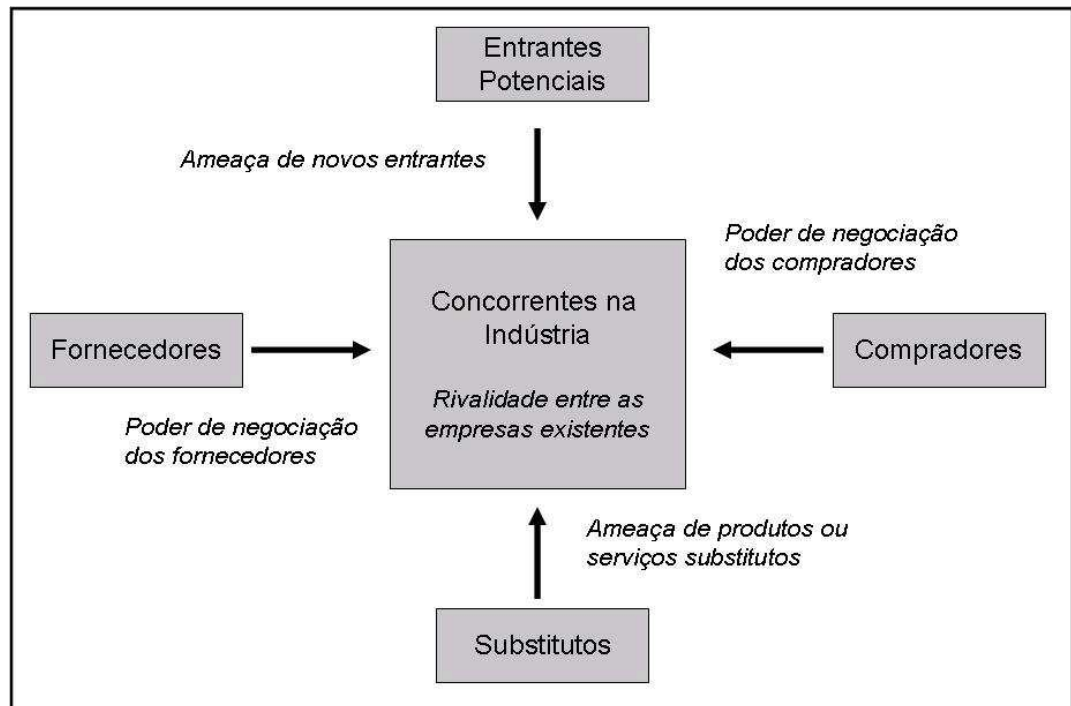 Entrantes
Potenciais
Ameaça de novos entrantes
Poder de negociação
dos compradores
Concorrentes na
Indústria
Fornecedores
Compradores
Rivalidade entre as
empresas existentes
Poder de negociação
dos fornecedores
Ameaça de produtos ou
serviços substitutos
Substitutos